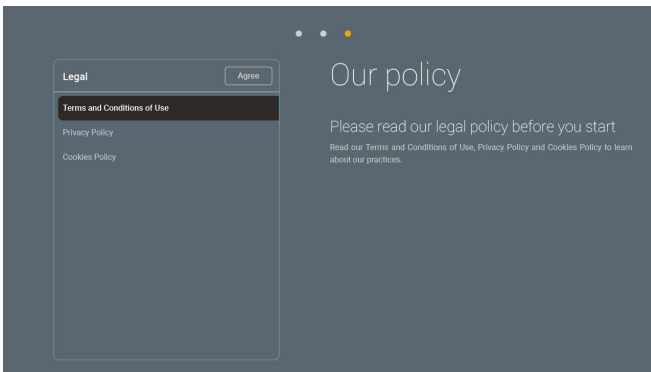 Legal
Agree
Terms and Conditions of Use
Privacy Policy
Cookies Policy
Our policy
Please read our legal policy before you start
Read our Terms and Conditions of Use, Privacy Policy and Cookies Policy to learn
about our practices.